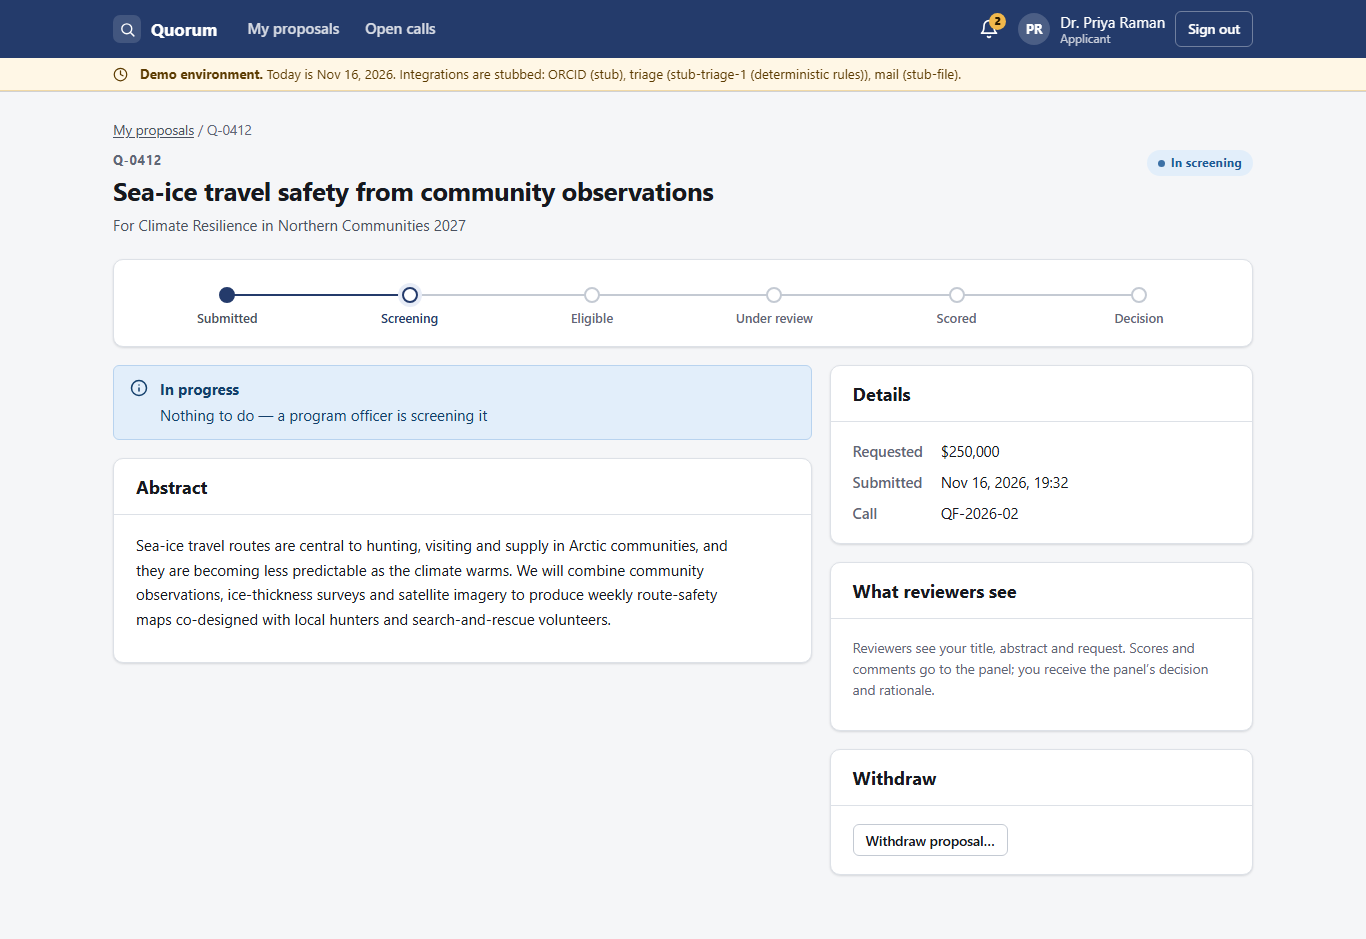 Quorum
My proposals
Open calls
2
PR
Dr. Priya Raman
Applicant
Sign out
Demo environment. Today is Nov 16, 2026. Integrations are stubbed: ORCID (stub), triage (stub-triage-1 (deterministic rules)), mail (stub-file).
My proposals / Q-0412
Q-0412
In screening
Sea-ice travel safety from community observations
For Climate Resilience in Northern Communities 2027
Submitted
Screening
Eligible
Under review
Scored
Decision
In progress
Nothing to do — a program officer is screening it
Abstract
Sea-ice travel routes are central to hunting, visiting and supply in Arctic communities, and
they are becoming less predictable as the climate warms. We will combine community
observations, ice-thickness surveys and satellite imagery to produce weekly route-safety
maps co-designed with local hunters and search-and-rescue volunteers.
Details
Requested $250,000
Submitted Nov 16, 2026, 19:32
Call QF-2026-02
What reviewers see
Reviewers see your title, abstract and request. Scores and
comments go to the panel; you receive the panel's decision
and rationale.
Withdraw
Withdraw proposal...